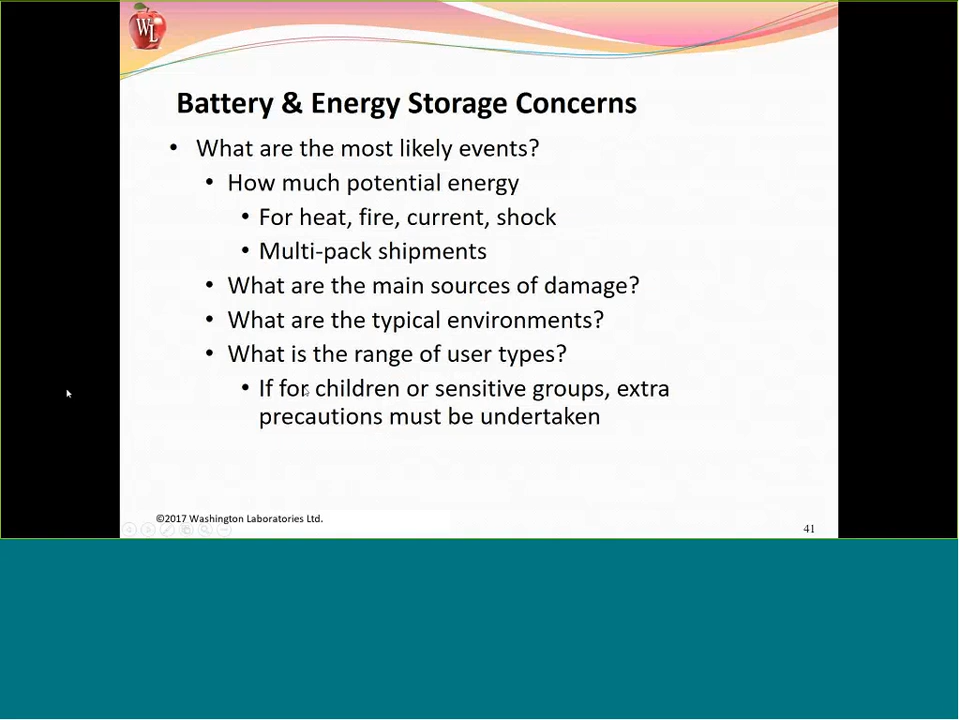 WL
Battery & Energy Storage Concerns
• What are the most likely events?
• How much potential energy
• For heat, fire, current, shock
• Multi-pack shipments
• What are the main sources of damage?
• What are the typical environments?
• What is the range of user types?
• If for children or sensitive groups, extra
precautions must be undertaken
©2017 Washington Laboratories Ltd.
41